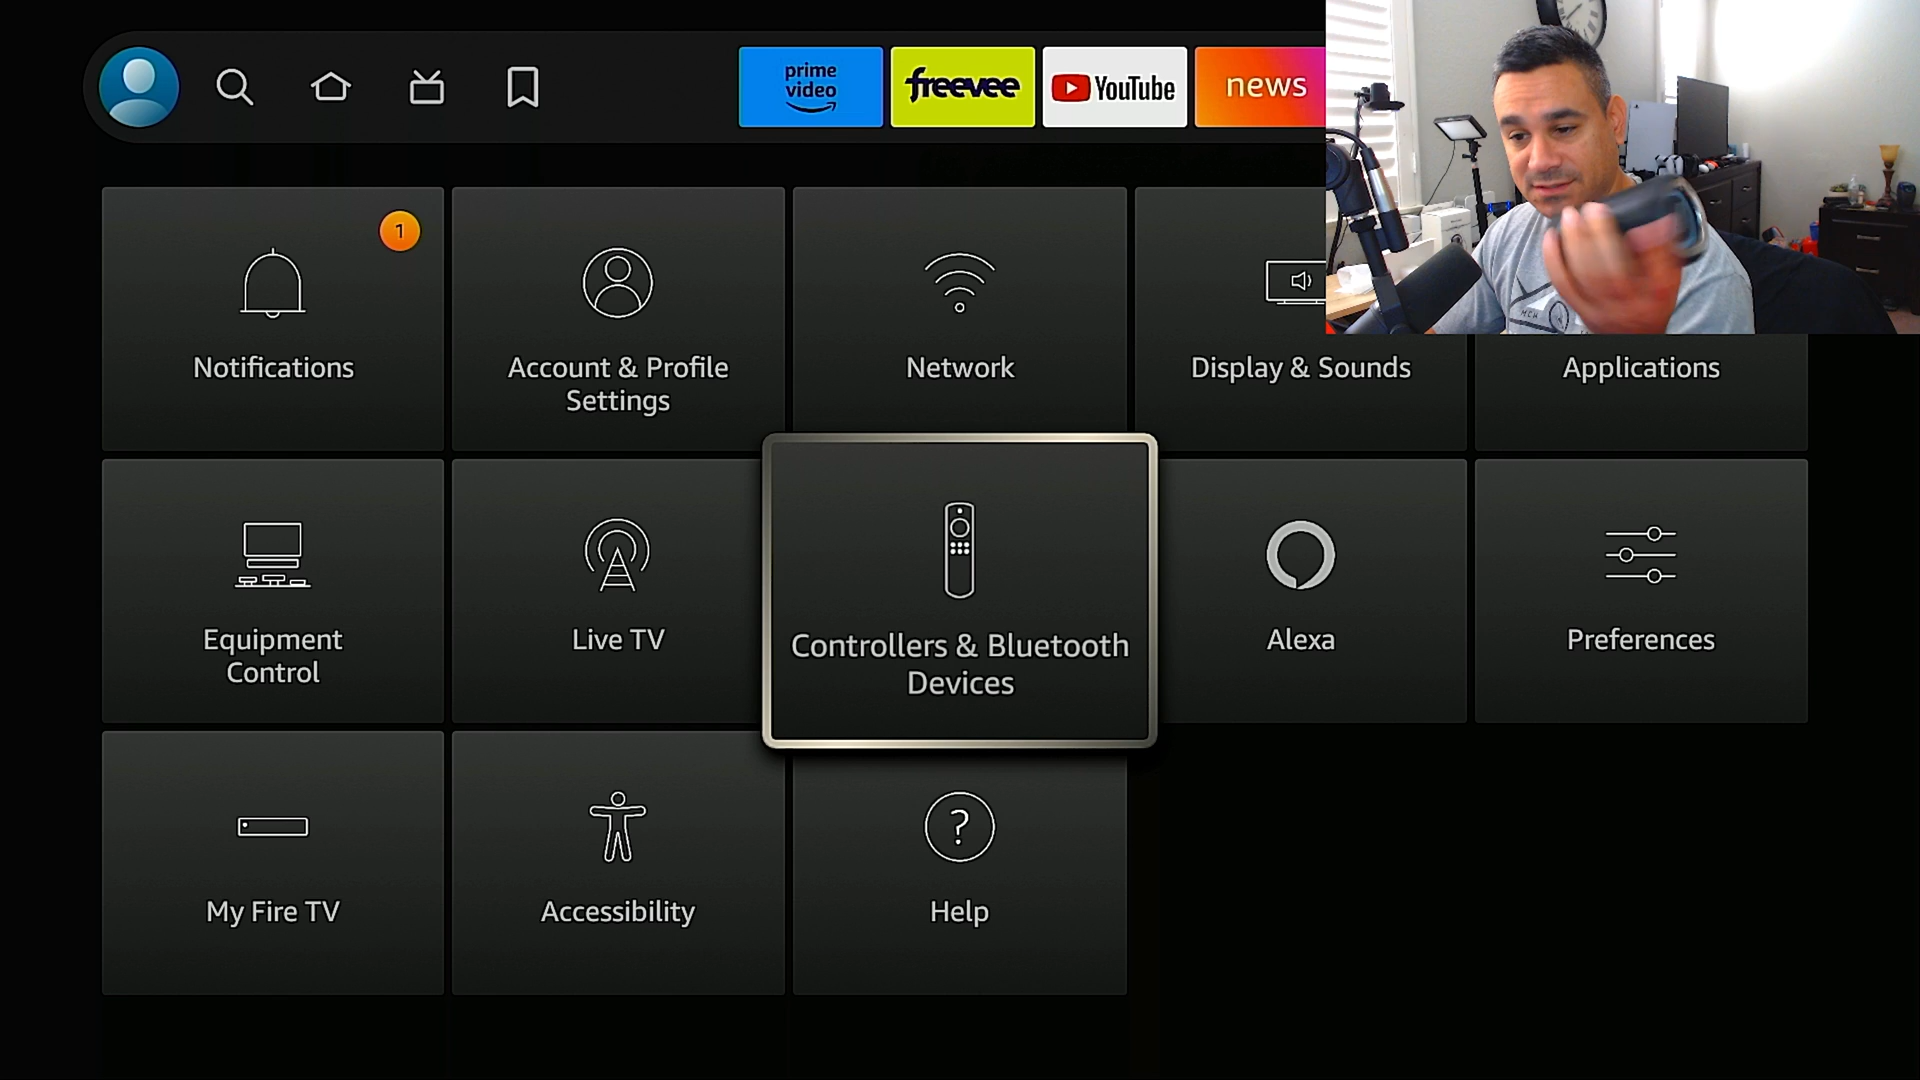 prime
video
freevee
YouTube
news
1
Notifications
Account & Profile
Settings
Network
Display & Sounds
Applications
Equipment
Control
Live TV
Controllers & Bluetooth
Devices
Alexa
Preferences
My Fire TV
Accessibility
?
Help